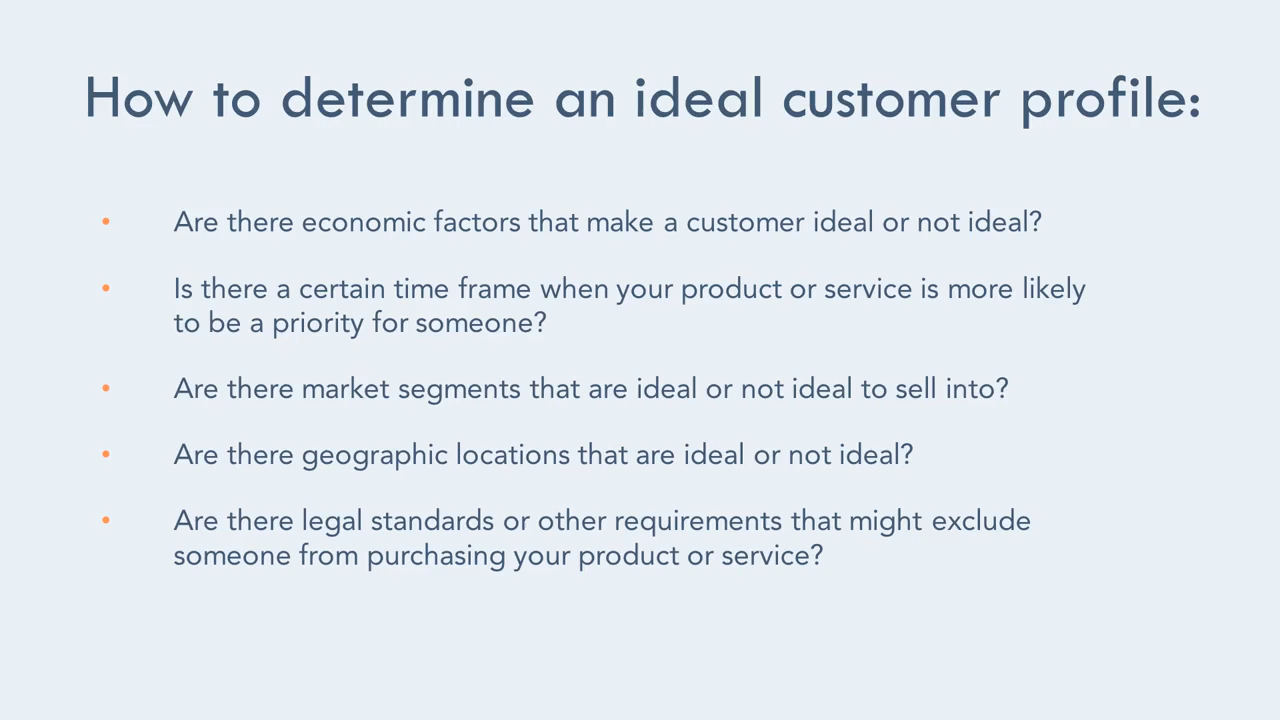 How to determine an ideal customer profile:
• Are there economic factors that make a customer ideal or not ideal?
• Is there a certain time frame when your product or service is more likely
to be a priority for someone?
• Are there market segments that are ideal or not ideal to sell into?
• Are there geographic locations that are ideal or not ideal?
• Are there legal standards or other requirements that might exclude
someone from purchasing your product or service?